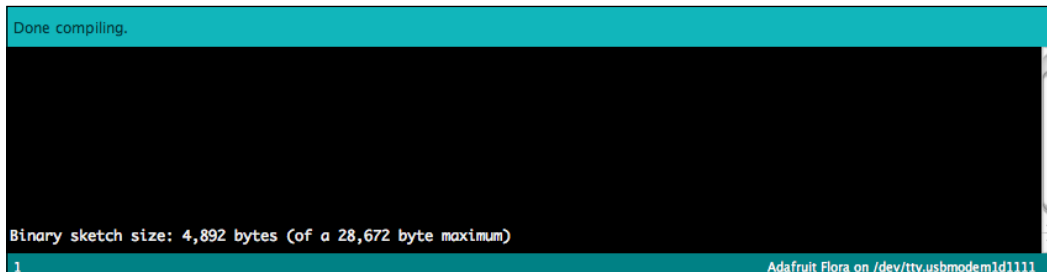 Done compiling.
Binary sketch size: 4,892 bytes (of a 28,672 byte maximum)
1
Adafruit Flora on /dev/tty.usbmodem1d1111